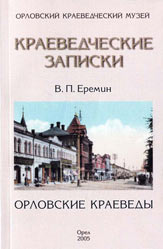 ОРЛОВСКИЙ КРАЕВЕДЧЕСКИЙ МУЗЕЙ
КРАЕВЕДЧЕСКИЕ
ЗАПИСКИ
В. П. Еремин
ОРЛОВСКИЕ КРАЕВЕДЫ
Орел
2005